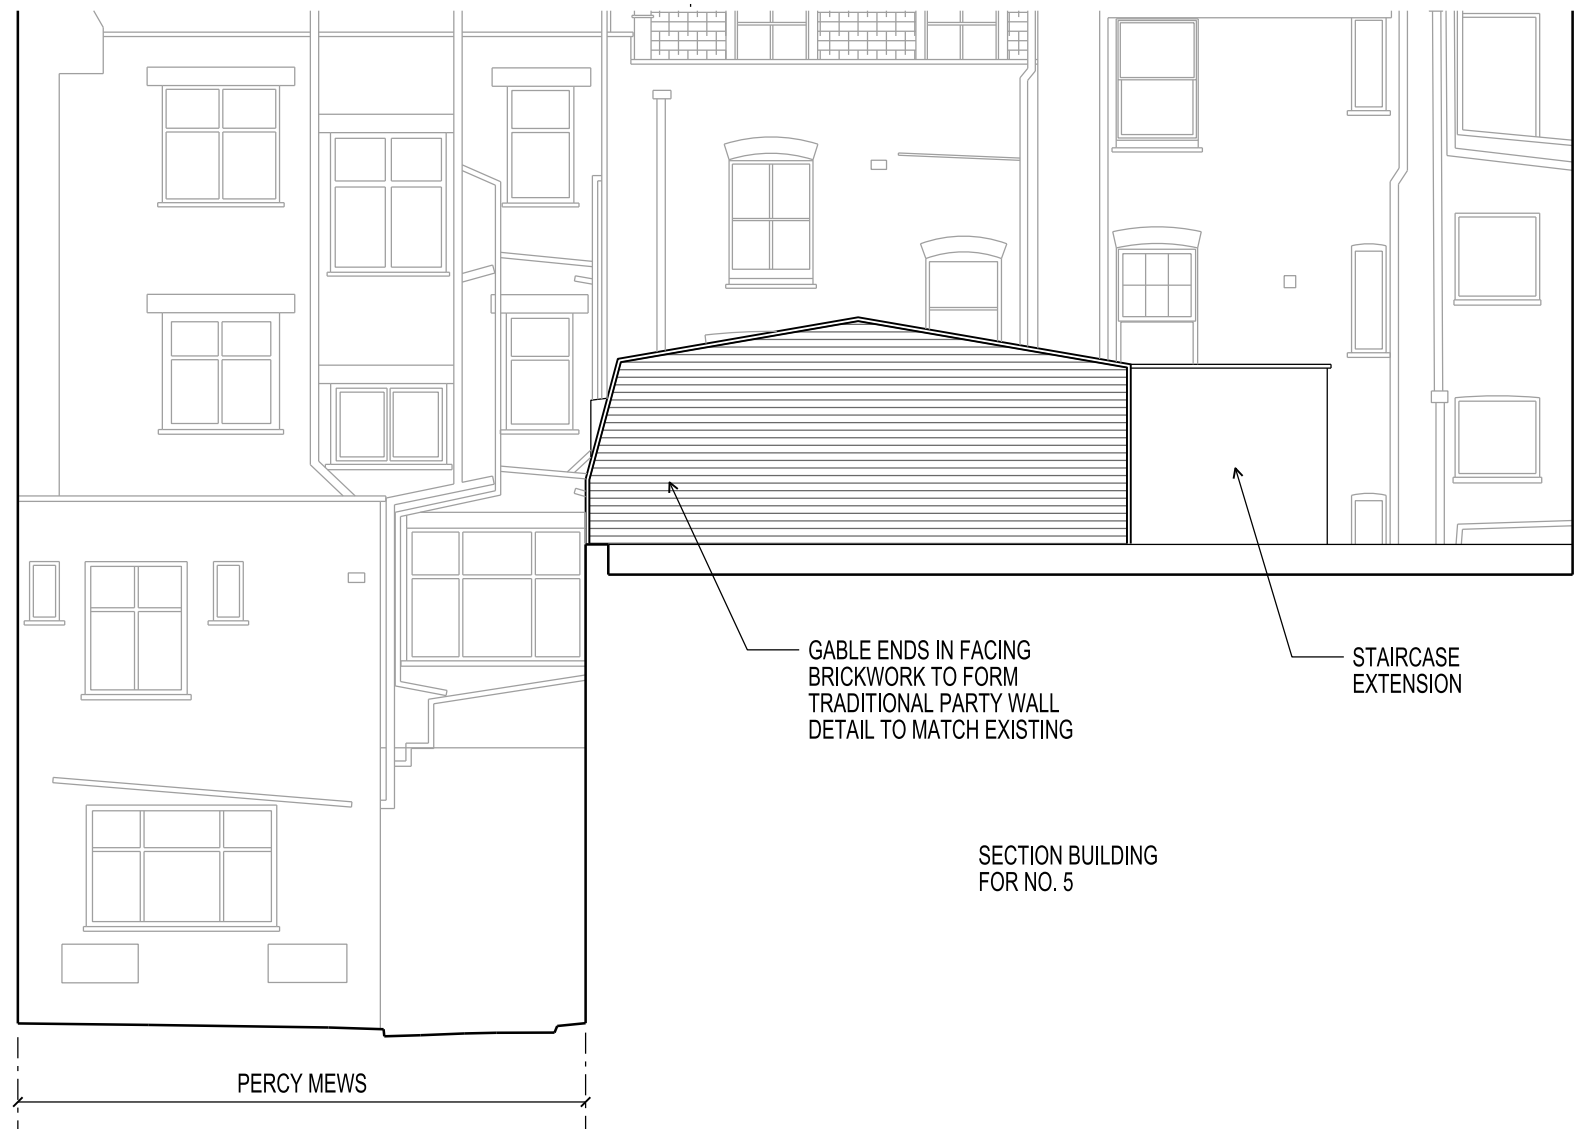 GABLE ENDS IN FACING
BRICKWORK TO FORM
TRADITIONAL PARTY WALL
DETAIL TO MATCH EXISTING
STAIRCASE
EXTENSION
SECTION BUILDING
FOR NO. 5
PERCY MEWS